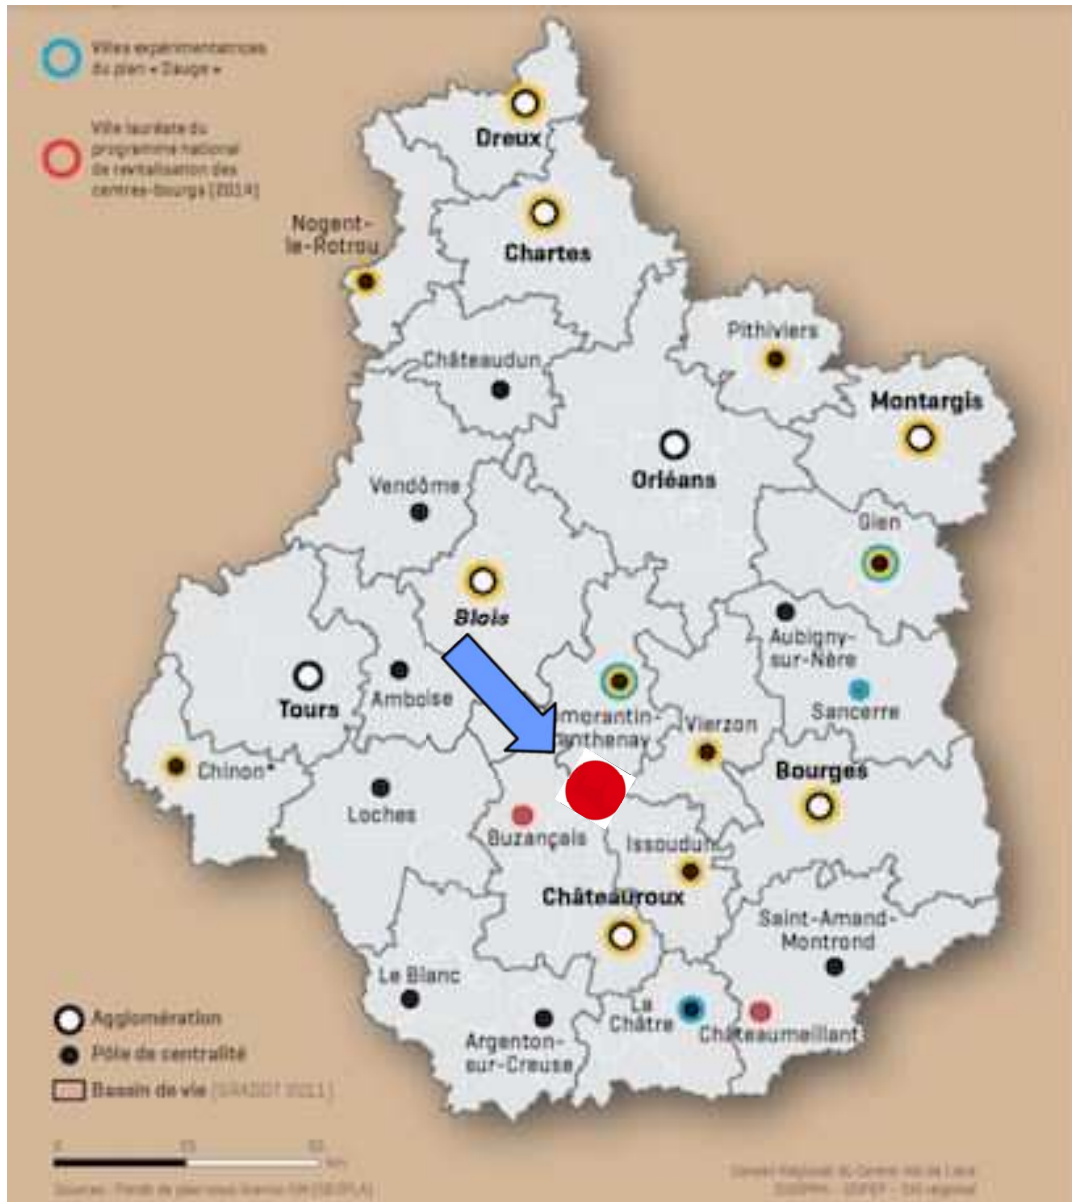 Villes expérimentatrices
du plan « Dauge »
Ville lauréate du
programme national
de revitalisation des
centres-bourgs (2014)
Dreux
Chartes
Nogent-
le-Rotrou
Pithiviers
Châteaudun
Montargis
Orléans
Vendôme
Gien
Blois
Aubigny-
sur-Nère
Amboise
Sancerre
Tours
morantin-
anthenay
Vierzon
Chinon*
Bourges
Loches
Buzançais
Issoudun
Châteauroux
Saint-Amand-
Montrond
Le Blanc
La
Châtre
Châteaumeillant
Argenton-
sur-Creuse
Agglomération
Pôle de centralité
Bassin de vie